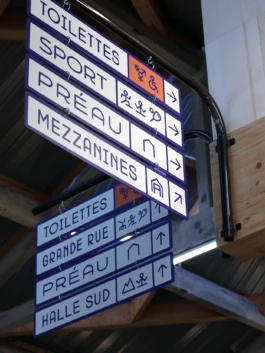 TOILETTES
SPORT
PRÉAU
MEZZANINES
TOILETTES
GRANDE RUE
PRÉAU
HALLE SUD